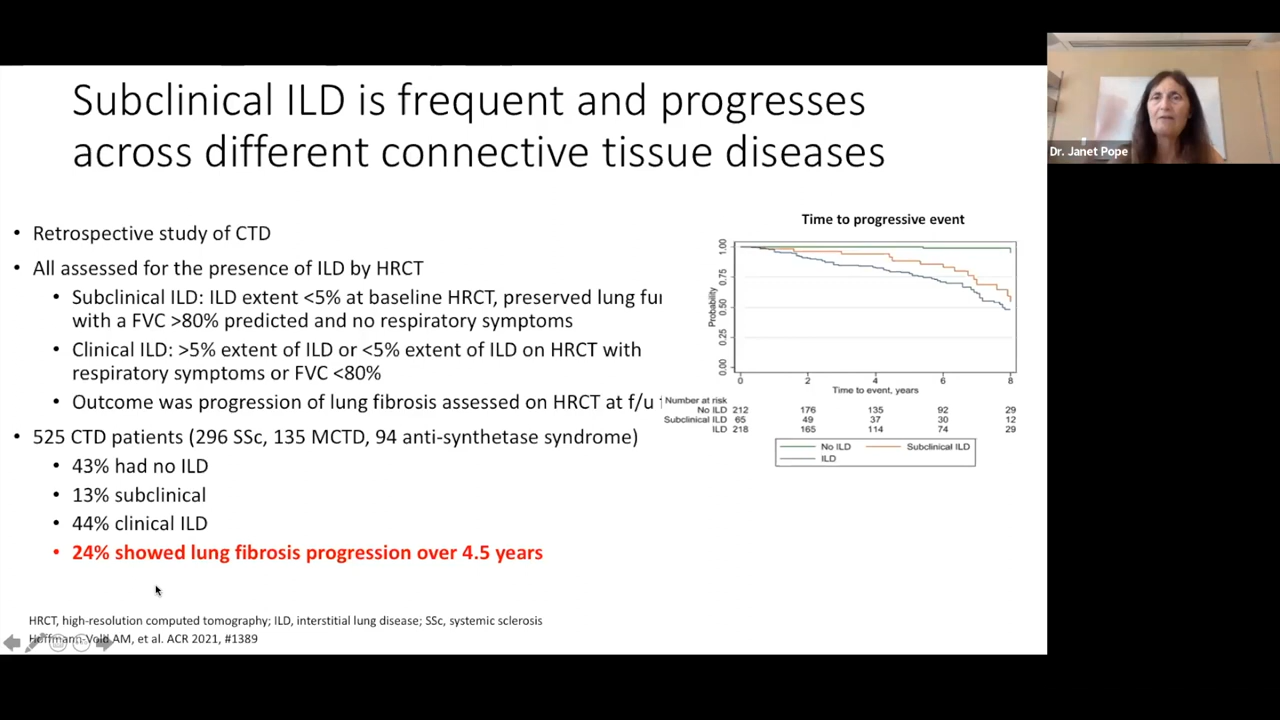 Subclinical ILD is frequent and progresses
across different connective tissue diseases
Dr. Janet Pope
• Retrospective study of CTD
• All assessed for the presence of ILD by HRCT
• Subclinical ILD: ILD extent <5% at baseline HRCT, preserved lung fu
with a FVC >80% predicted and no respiratory symptoms
• Clinical ILD: >5% extent of ILD or <5% extent of ILD on HRCT with
respiratory symptoms or FVC <80%
• Outcome was progression of lung fibrosis assessed on HRCT at f/u
• 525 CTD patients (296 SSc, 135 MCTD, 94 anti-synthetase syndrome)
• 43% had no ILD
• 13% subclinical
• 44% clinical ILD
• 24% showed lung fibrosis progression over 4.5 years
Time to progressive event
Probability
1.00
0.75
0.50
0.25
0.00
0 2 4 6 8
Time to event, years
Number at risk
No ILD 212 176 135 92 29
Subclinical ILD 65 49 37 30 12
ILD 218 165 114 74 29
No ILD Subclinical ILD
ILD
HRCT, high-resolution computed tomography; ILD, interstitial lung disease; SSc, systemic sclerosis
Hoffmann-Vold AM, et al. ACR 2021, #1389